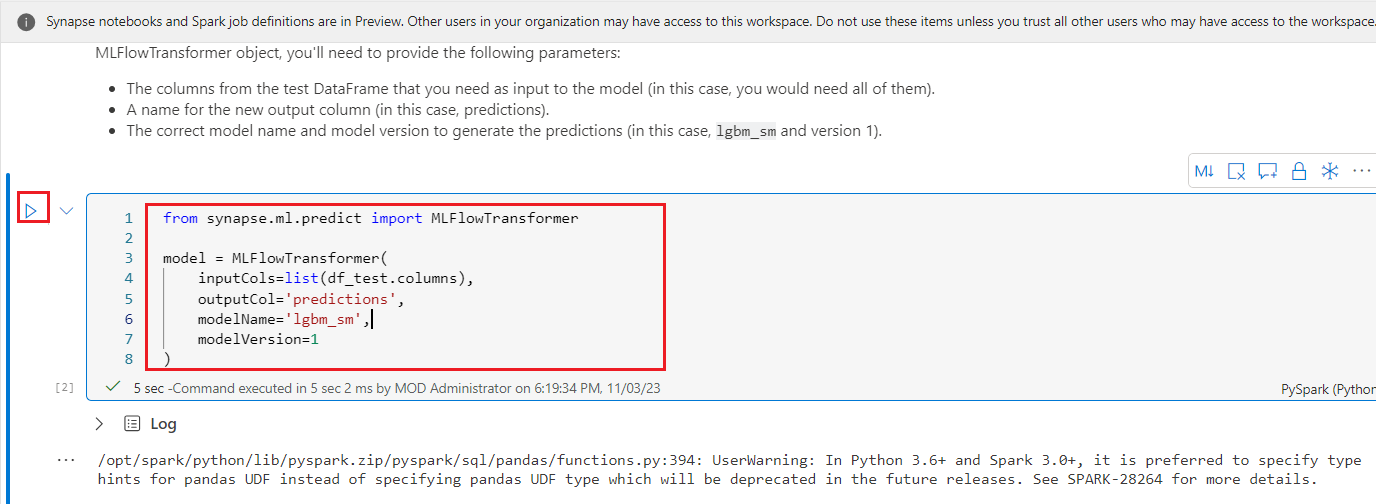 Synapse notebooks and Spark job definitions are in Preview. Other users in your organization may have access to this workspace. Do not use these items unless you trust all other users who may have access to the workspace.
MLFlowTransformer object, you'll need to provide the following parameters:
• The columns from the test DataFrame that you need as input to the model (in this case, you would need all of them).
• A name for the new output column (in this case, predictions).
• The correct model name and model version to generate the predictions (in this case, lgbm_sm and version 1).
M↓
1 from synapse.ml.predict import MLFlowTransformer
2
3 model = MLFlowTransformer(
4     inputCols=list(df_test.columns),
5     outputCol='predictions',
6     modelName='lgbm_sm',
7     modelVersion=1
8 )
[2] 5 sec -Command executed in 5 sec 2 ms by MOD Administrator on 6:19:34 PM, 11/03/23
PySpark (Python
Log
/opt/spark/python/lib/pyspark.zip/pyspark/sql/pandas/functions.py:394: UserWarning: In Python 3.6+ and Spark 3.0+, it is preferred to specify type
hints for pandas UDF instead of specifying pandas UDF type which will be deprecated in the future releases. See SPARK-28264 for more details.